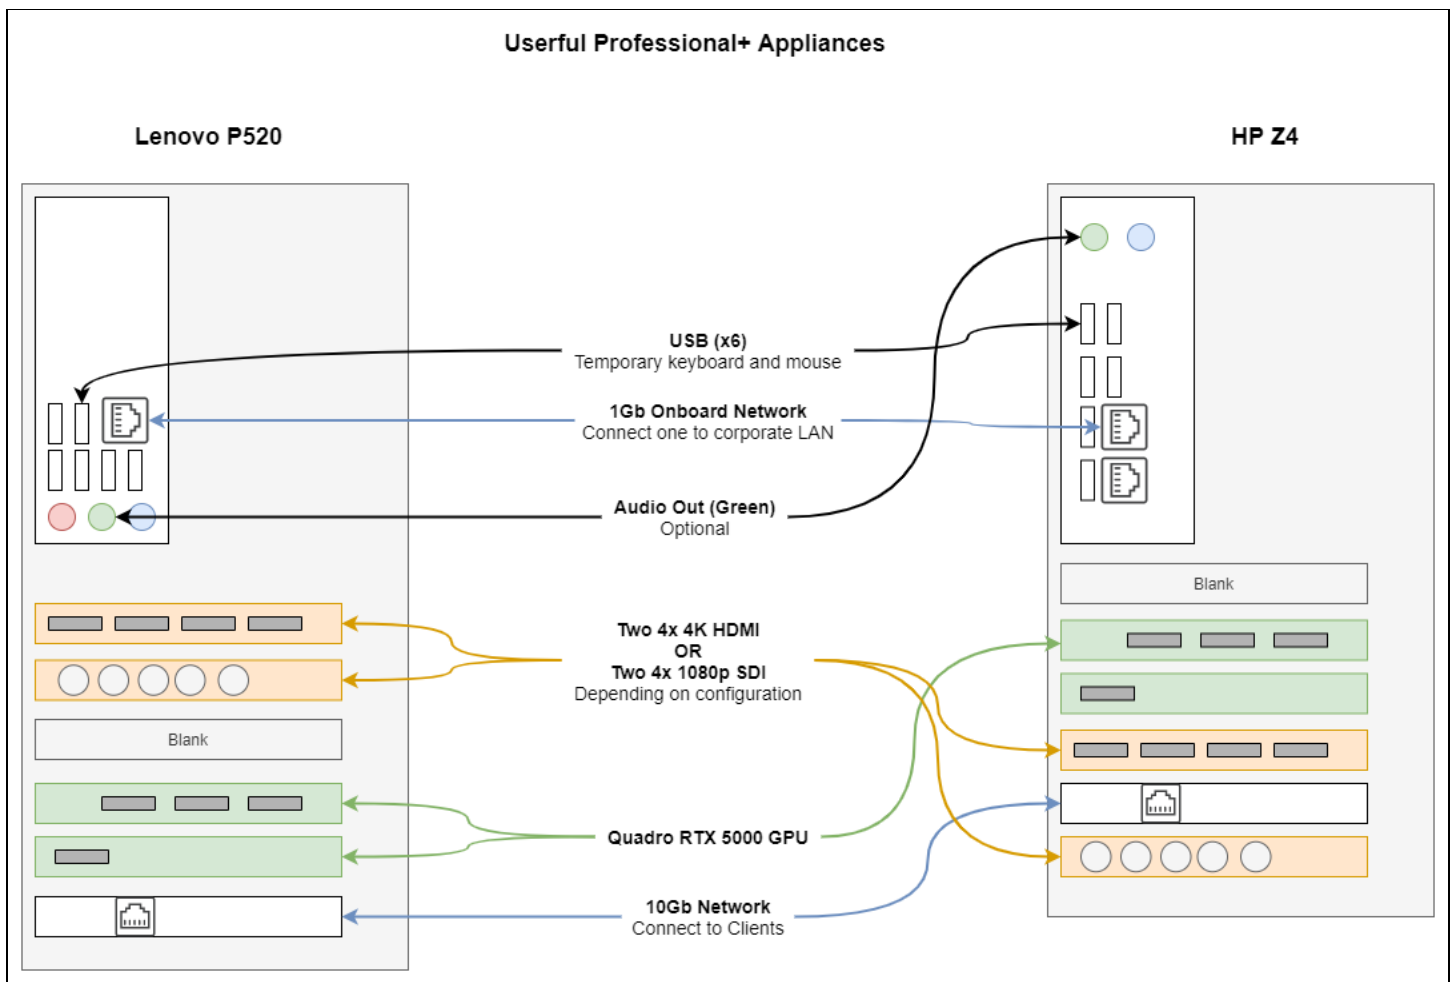 Userful Professional+ Appliances
Lenovo P520
HP Z4
USB (x6)
Temporary keyboard and mouse
1Gb Onboard Network
Connect one to corporate LAN
Audio Out (Green)
Optional
Blank
Two 4x 4K HDMI
OR
Two 4x 1080p SDI
Depending on configuration
Blank
Quadro RTX 5000 GPU
10Gb Network
Connect to Clients